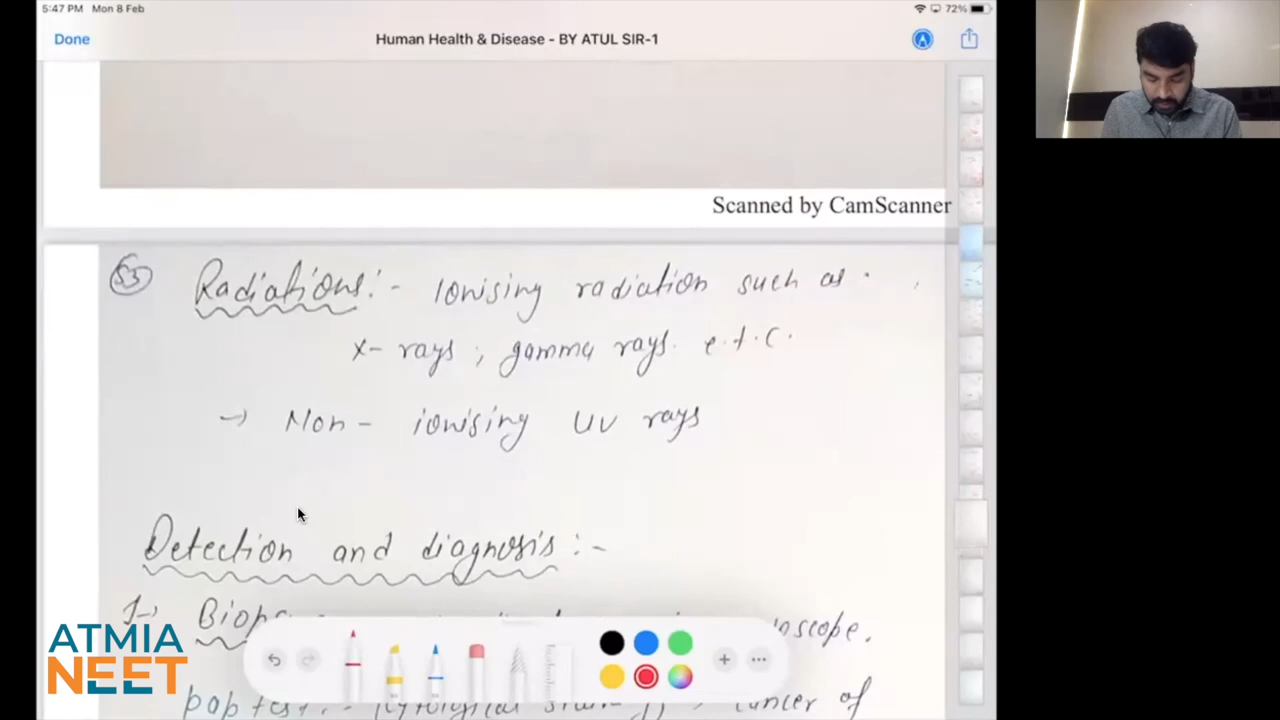 5:47 PM Mon 8 Feb
72%
Done
Human Health & Disease - BY ATUL SIR-1
Scanned by CamScanner
53 Radiations:- Ionising radiation such as
X-rays, gamma rays. e.t.c.
→ Non-ionising UV rays
Detection and diagnosis:-
1→ Biop
oscope.
pap test:- cancer of
ATMIA
NEET